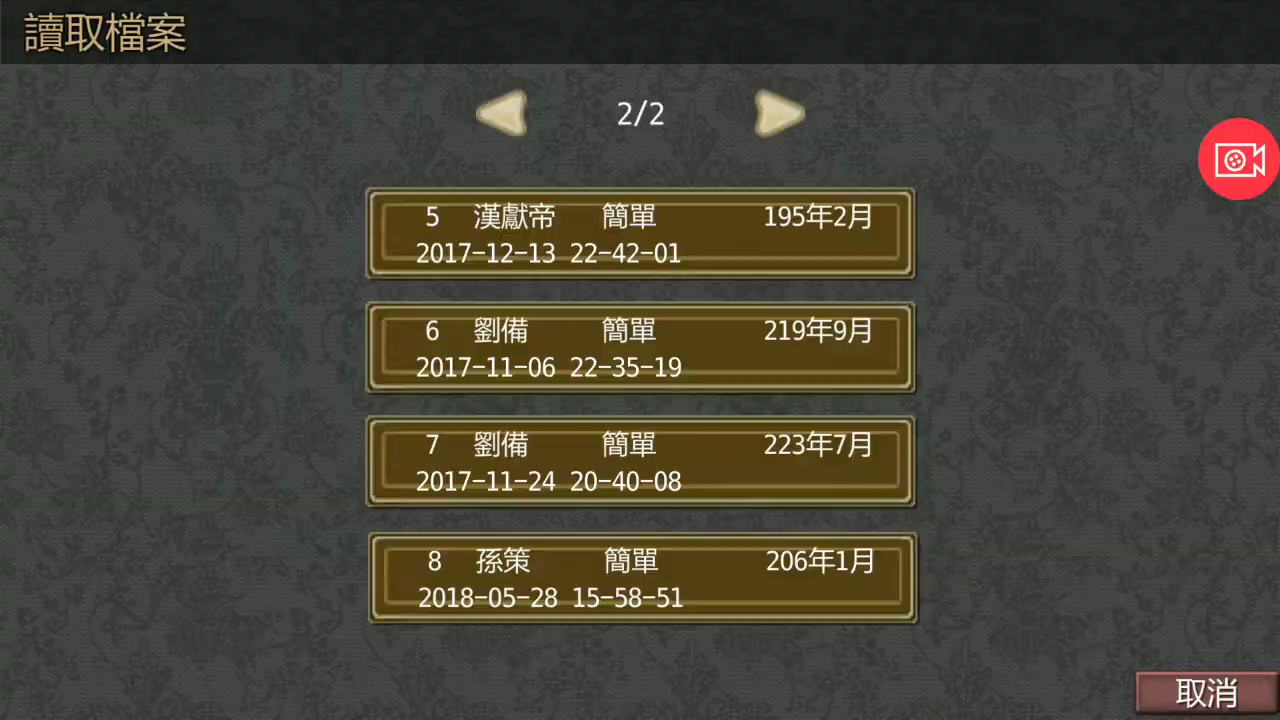 讀取檔案
2/2
5 漢獻帝 簡單 195年2月
2017-12-13 22-42-01
6 劉備 簡單 219年9月
2017-11-06 22-35-19
7 劉備 簡單 223年7月
2017-11-24 20-40-08
8 孫策 簡單 206年1月
2018-05-28 15-58-51
取消